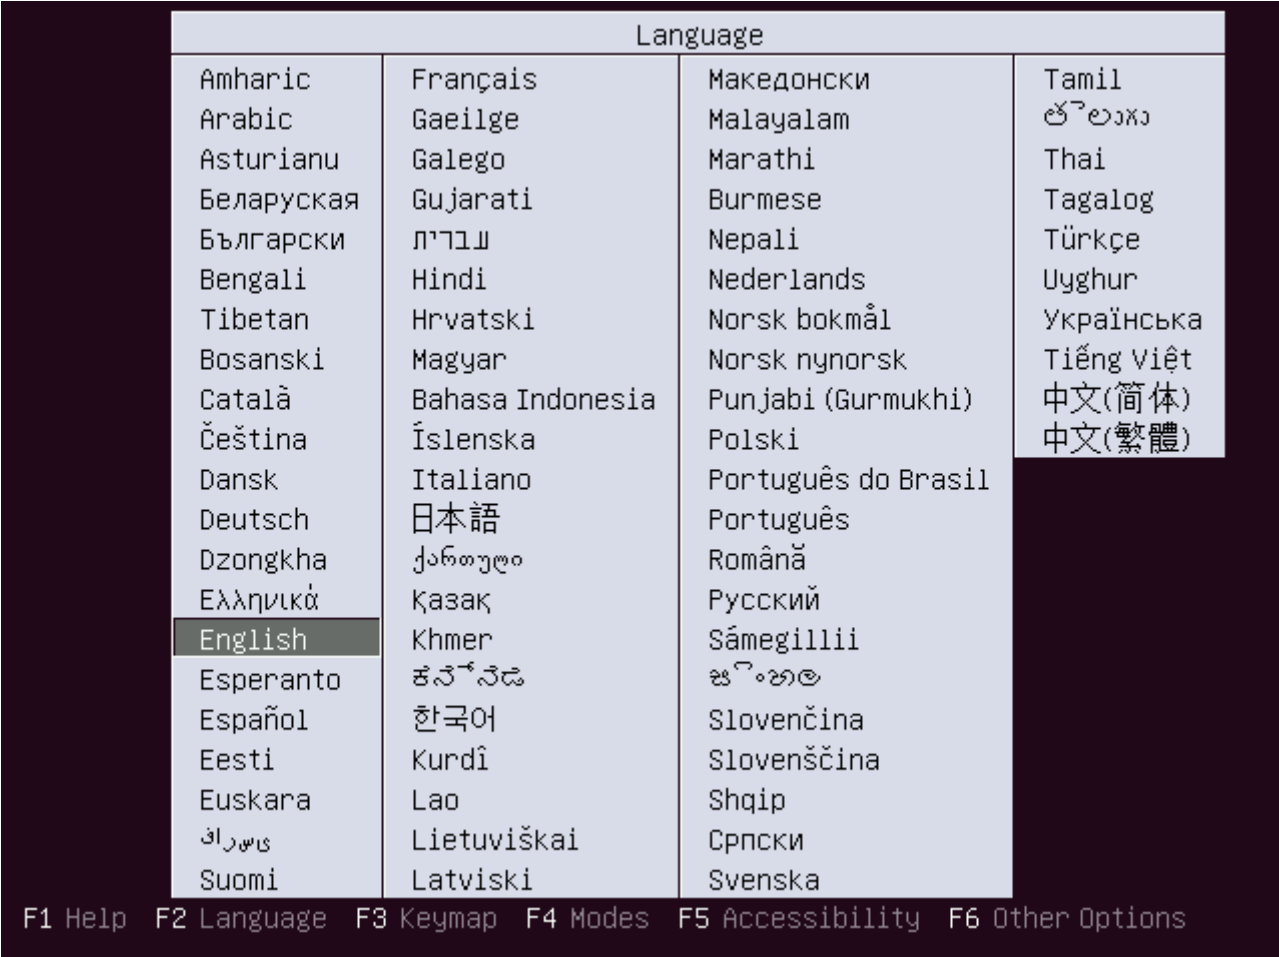 Language
Amharic
Arabic
Asturianu
Беларуская
Български
Bengali
Tibetan
Bosanski
Català
Čeština
Dansk
Deutsch
Dzongkha
Ελληνικά
English
Esperanto
Español
Eesti
Euskara
فارسی
Suomi
Français
Gaeilge
Galego
Gujarati
עברית
Hindi
Hrvatski
Magyar
Bahasa Indonesia
Íslenska
Italiano
日本語
ქართული
Қазақ
Khmer
ಕನ್ನಡ
한국어
Kurdî
Lao
Lietuviškai
Latviski
Македонски
Malayalam
Marathi
Burmese
Nepali
Nederlands
Norsk bokmål
Norsk nynorsk
Punjabi (Gurmukhi)
Polski
Português do Brasil
Português
Română
Русский
Sámegillii
සිංහල
Slovenčina
Slovenščina
Shqip
Српски
Svenska
Tamil
తెలుగు
Thai
Tagalog
Türkçe
Uyghur
Українська
Tiếng Việt
中文(简体)
中文(繁體)
F1 Help F2 Language F3 Keymap F4 Modes F5 Accessibility F6 Other Options